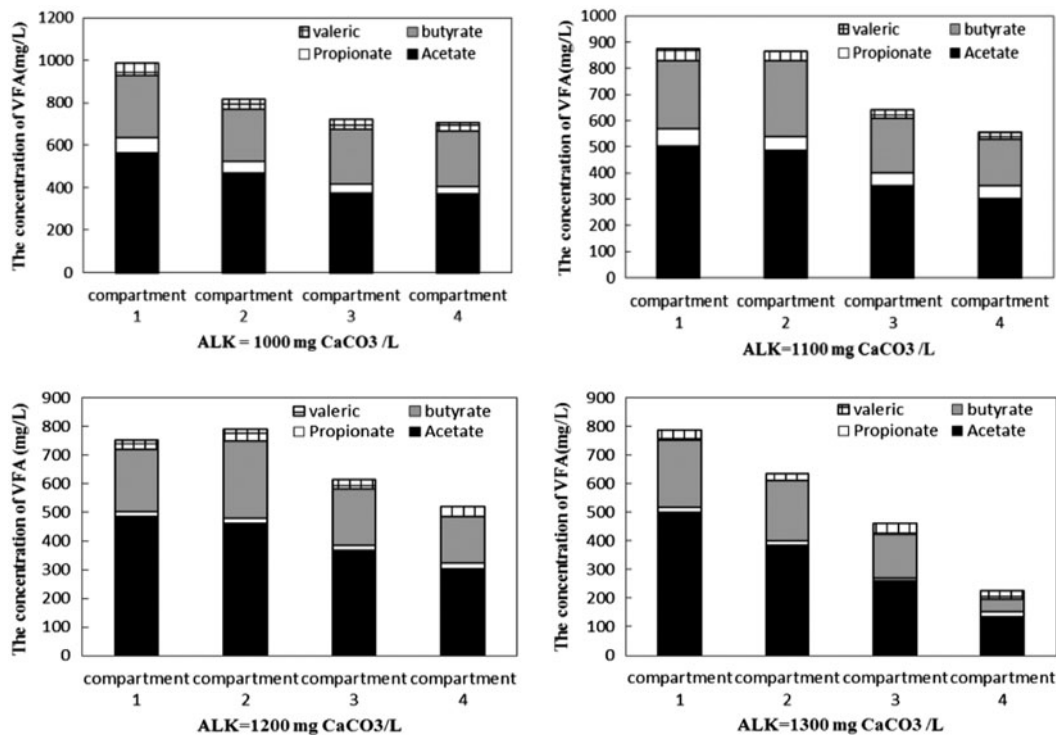 The concentration of VFA(mg/L)
1200
1000
800
600
400
200
0
valeric butyrate
Propionate Acetate
compartment compartment compartment compartment
1 2 3 4
ALK = 1000 mg CaCO3 /L
The concentration of VFA(mg/L)
1000
900
800
700
600
500
400
300
200
100
0
valeric butyrate
Propionate Acetate
compartment compartment compartment compartment
1 2 3 4
ALK=1100 mg CaCO3 /L
The concentration of VFA (mg/L)
900
800
700
600
500
400
300
200
100
0
valeric butyrate
Propionate Acetate
compartment compartment compartment compartment
1 2 3 4
ALK=1200 mg CaCO3/L
The concentration of VFA(mg/L)
900
800
700
600
500
400
300
200
100
0
valeric butyrate
Propionate Acetate
compartment compartment compartment compartment
1 2 3 4
ALK=1300 mg CaCO3 /L